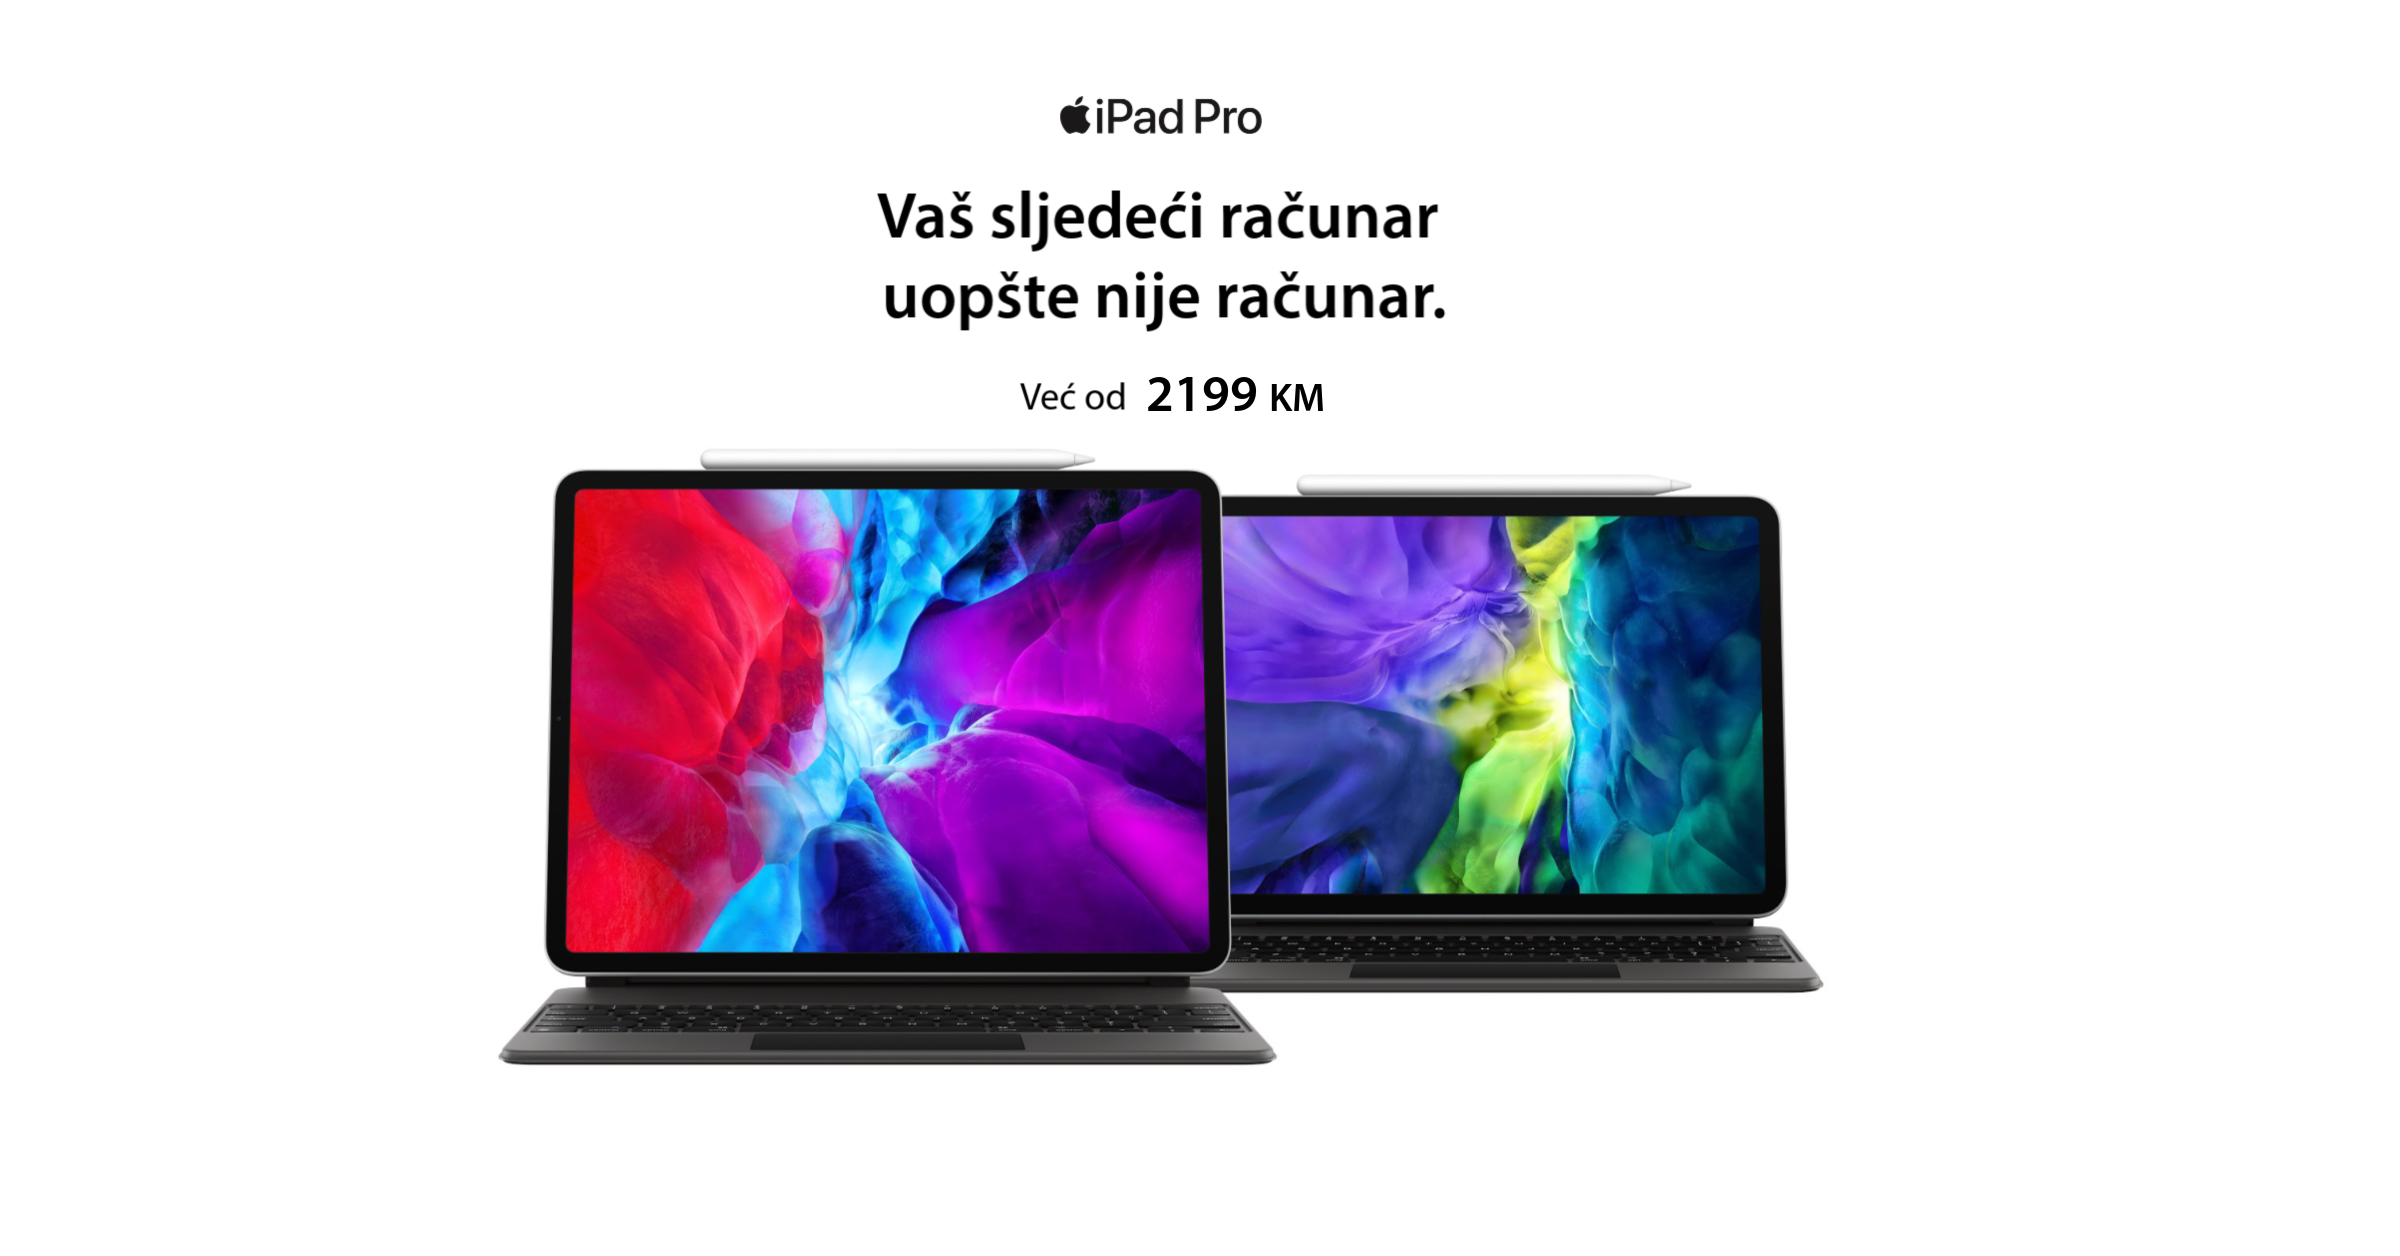 iPad Pro
Vaš sljedeći računar
uopšte nije računar.
Već od 2199 KM